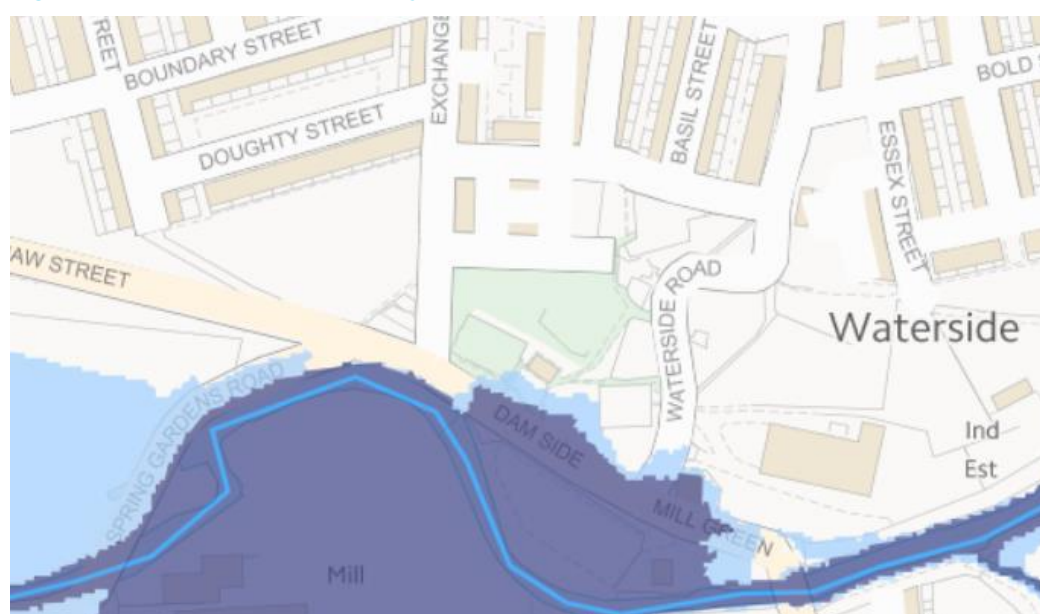 REET
BOUNDARY STREET
DOUGHTY STREET
EXCHANGE
BASIL STREET
BOLD
ESSEX STREET
AW STREET
WATERSIDE ROAD
Waterside
SPRING GARDENS ROAD
DAM SIDE
Ind
Est
MILL GREEN
Mill